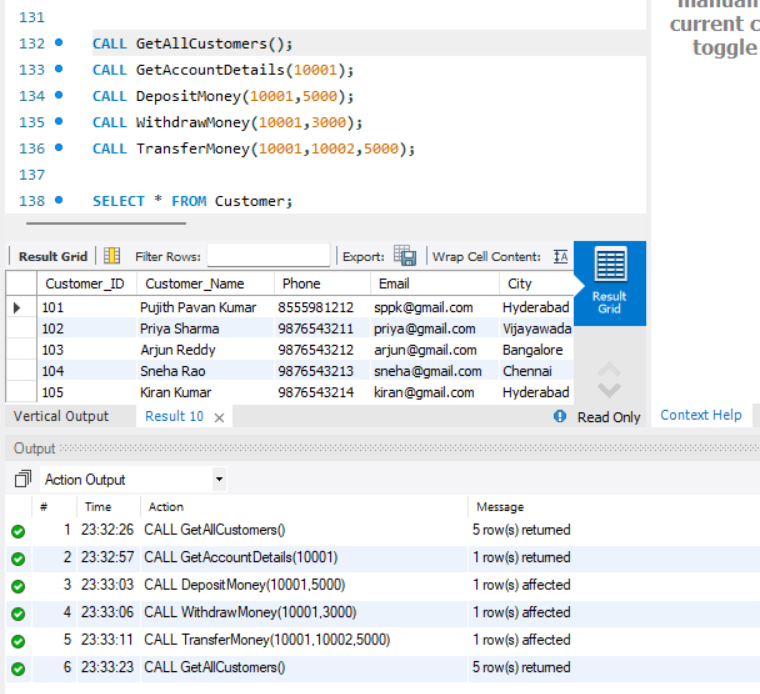 manuall
current c
toggle
131
132 CALL GetAllCustomers();
133 CALL GetAccountDetails(10001);
134 CALL DepositMoney(10001,5000);
135 CALL WithdrawMoney(10001,3000);
136 CALL TransferMoney(10001,10002,5000);
137
138 SELECT * FROM Customer;
Result Grid Filter Rows: Export: Wrap Cell Content: IA
Result Grid
Customer_ID Customer_Name Phone Email City
101 Pujith Pavan Kumar 8555981212 sppk@gmail.com Hyderabad
102 Priya Sharma 9876543211 priya@gmail.com Vijayawada
103 Arjun Reddy 9876543212 arjun@gmail.com Bangalore
104 Sneha Rao 9876543213 sneha@gmail.com Chennai
105 Kiran Kumar 9876543214 kiran@gmail.com Hyderabad
Vertical Output Result 10 Read Only Context Help
Output
Action Output
# Time Action Message
1 23:32:26 CALL GetAllCustomers() 5 row(s) returned
2 23:32:57 CALL GetAccountDetails(10001) 1 row(s) returned
3 23:33:03 CALL DepositMoney(10001,5000) 1 row(s) affected
4 23:33:06 CALL WithdrawMoney(10001,3000) 1 row(s) affected
5 23:33:11 CALL TransferMoney(10001,10002,5000) 1 row(s) affected
6 23:33:23 CALL GetAllCustomers() 5 row(s) returned